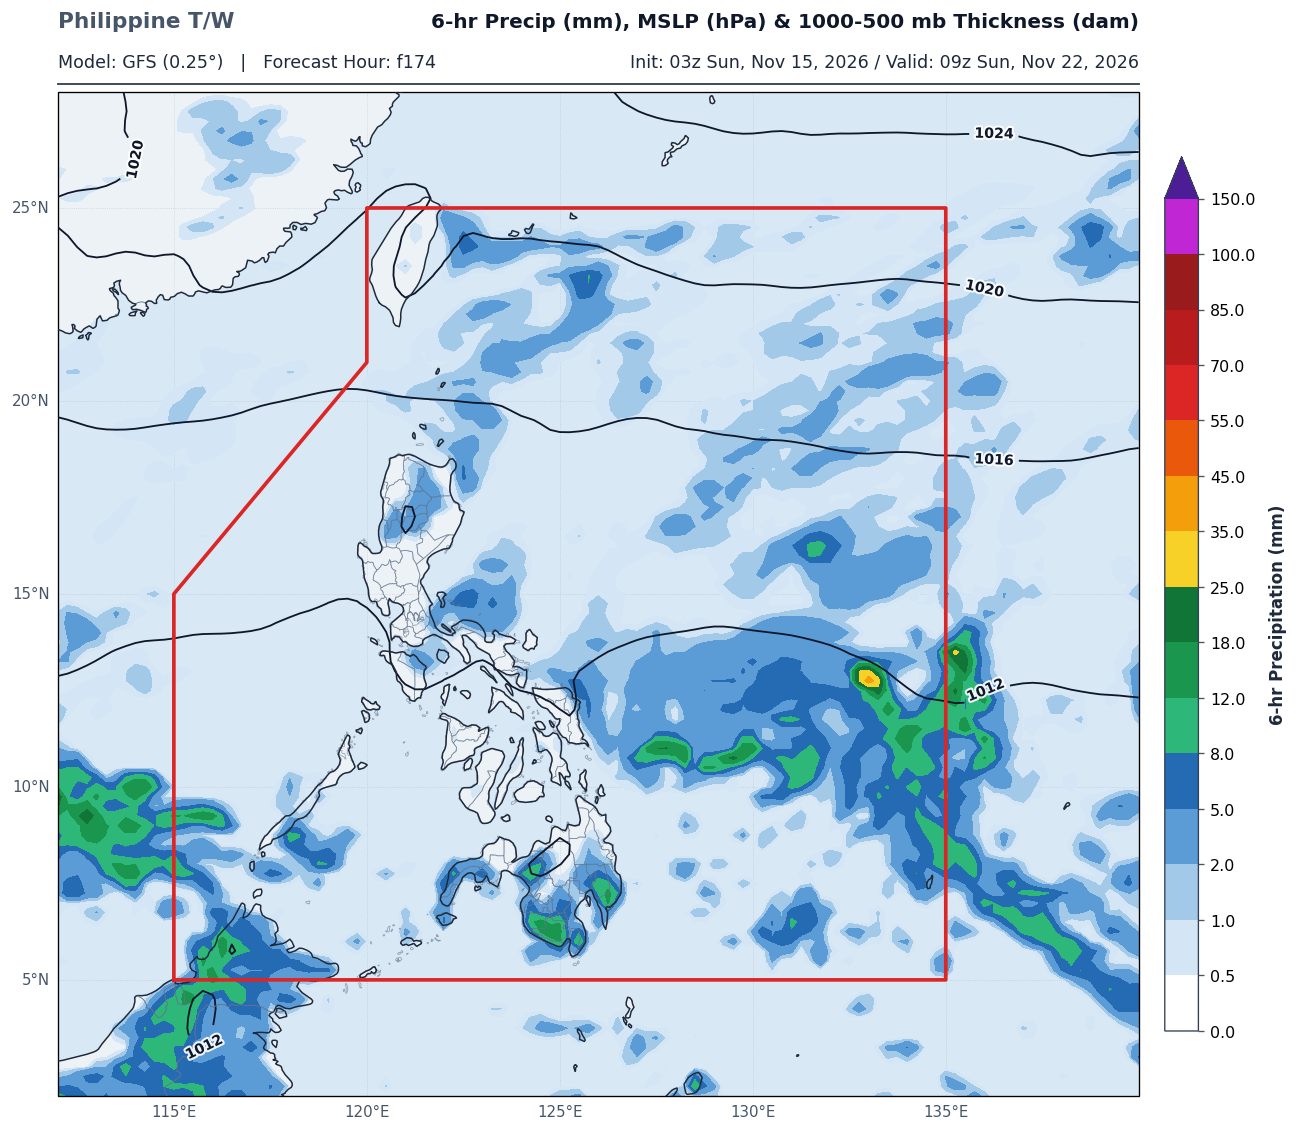 Philippine T/W
6-hr Precip (mm), MSLP (hPa) & 1000-500 mb Thickness (dam)
Model: GFS (0.25°)   |   Forecast Hour: f174
Init: 03z Sun, Nov 15, 2026 / Valid: 09z Sun, Nov 22, 2026
1024
1020
25°N
1020
20°N
1016
15°N
1012
10°N
5°N
1012
115°E
120°E
125°E
130°E
135°E
150.0
100.0
85.0
70.0
55.0
45.0
35.0
25.0
18.0
12.0
8.0
5.0
2.0
1.0
0.5
0.0
6-hr Precipitation (mm)